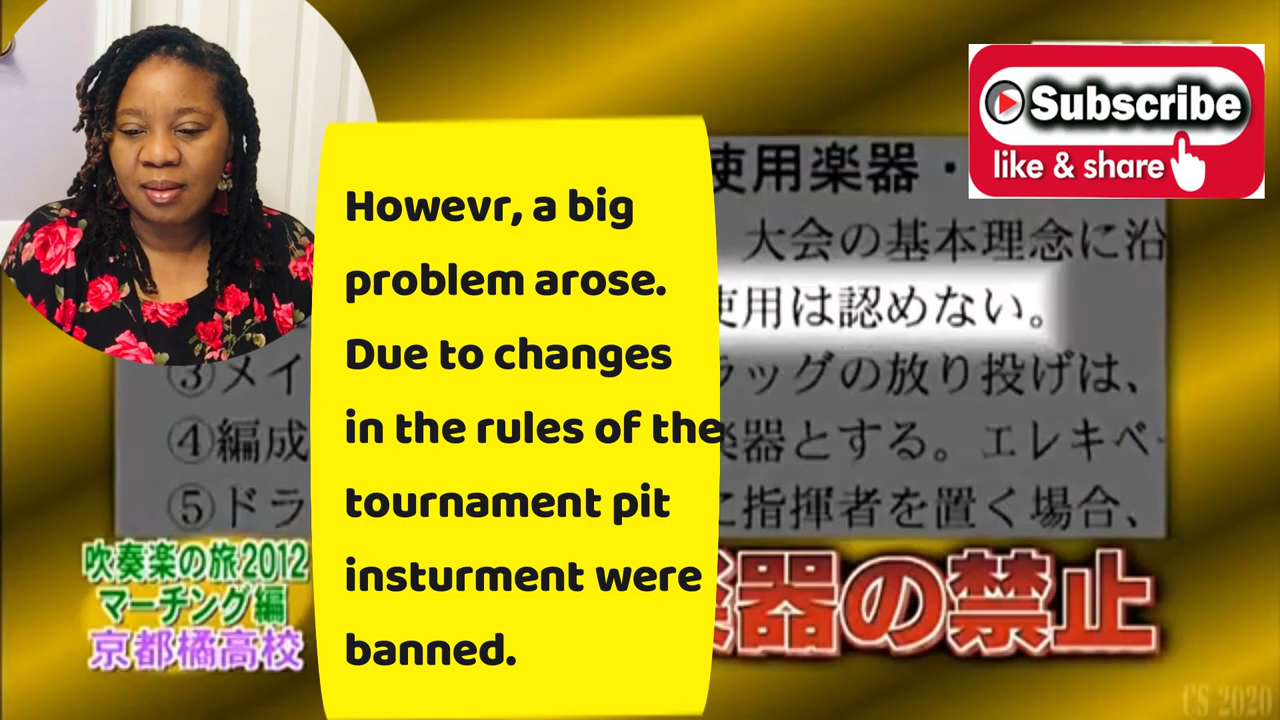 Howevr, a big
problem arose.
Due to changes
in the rules of the
tournament pit
insturment were
banned.
Subscribe
like & share
使用楽器・
大会の基本理念に沿
使用は認めない。
③メイ
ラッグの放り投げは、
④編成
楽器とする。エレキベ
⑤ドラ
に指揮者を置く場合、
楽器の禁止
吹奏楽の旅2012
マーチング編
京都橘高校
CS 2020